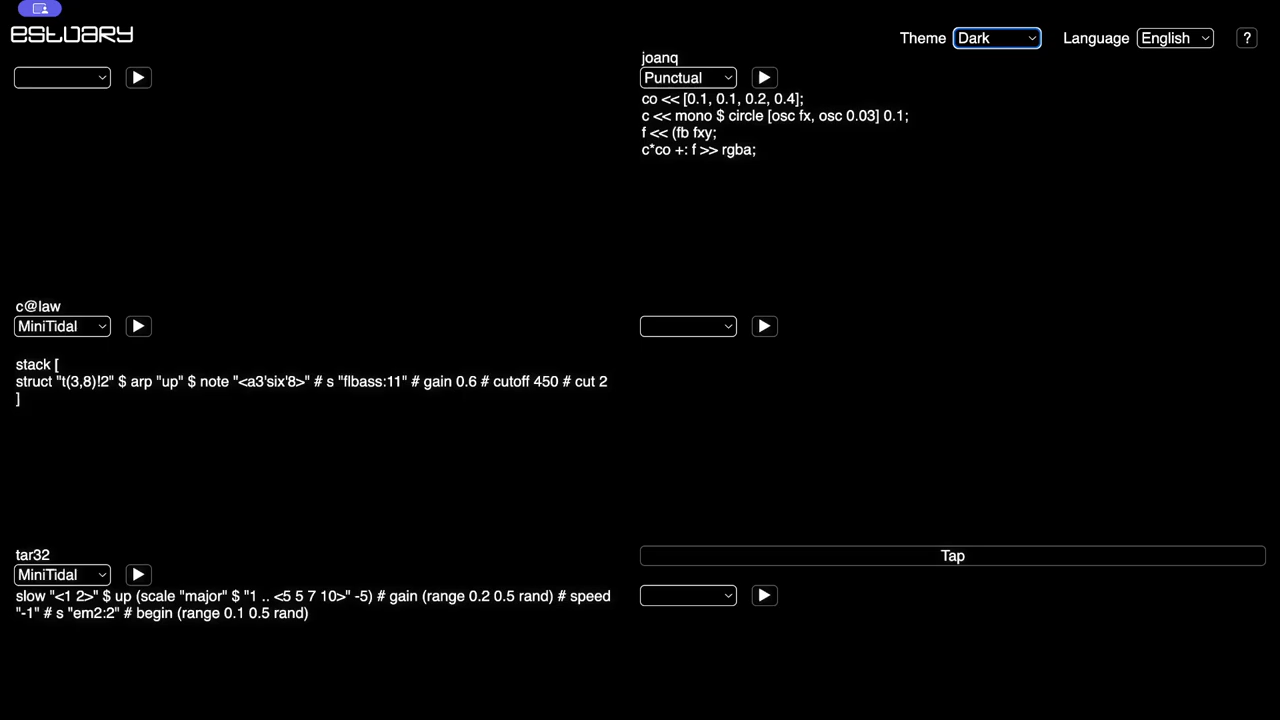 estuary
Theme Dark Language English ?
joanq
Punctual
co << [0.1, 0.1, 0.2, 0.4];
c << mono $ circle [osc fx, osc 0.03] 0.1;
f << (fb fxy;
c*co +: f >> rgba;
c@law
MiniTidal
stack [
struct "t(3,8)!2" $ arp "up" $ note "<a3'six'8>" # s "flbass:11" # gain 0.6 # cutoff 450 # cut 2
]
tar32
MiniTidal
slow "<1 2>" $ up (scale "major" $ "1 .. <5 5 7 10>" -5) # gain (range 0.2 0.5 rand) # speed
"-1" # s "em2:2" # begin (range 0.1 0.5 rand)
Tap